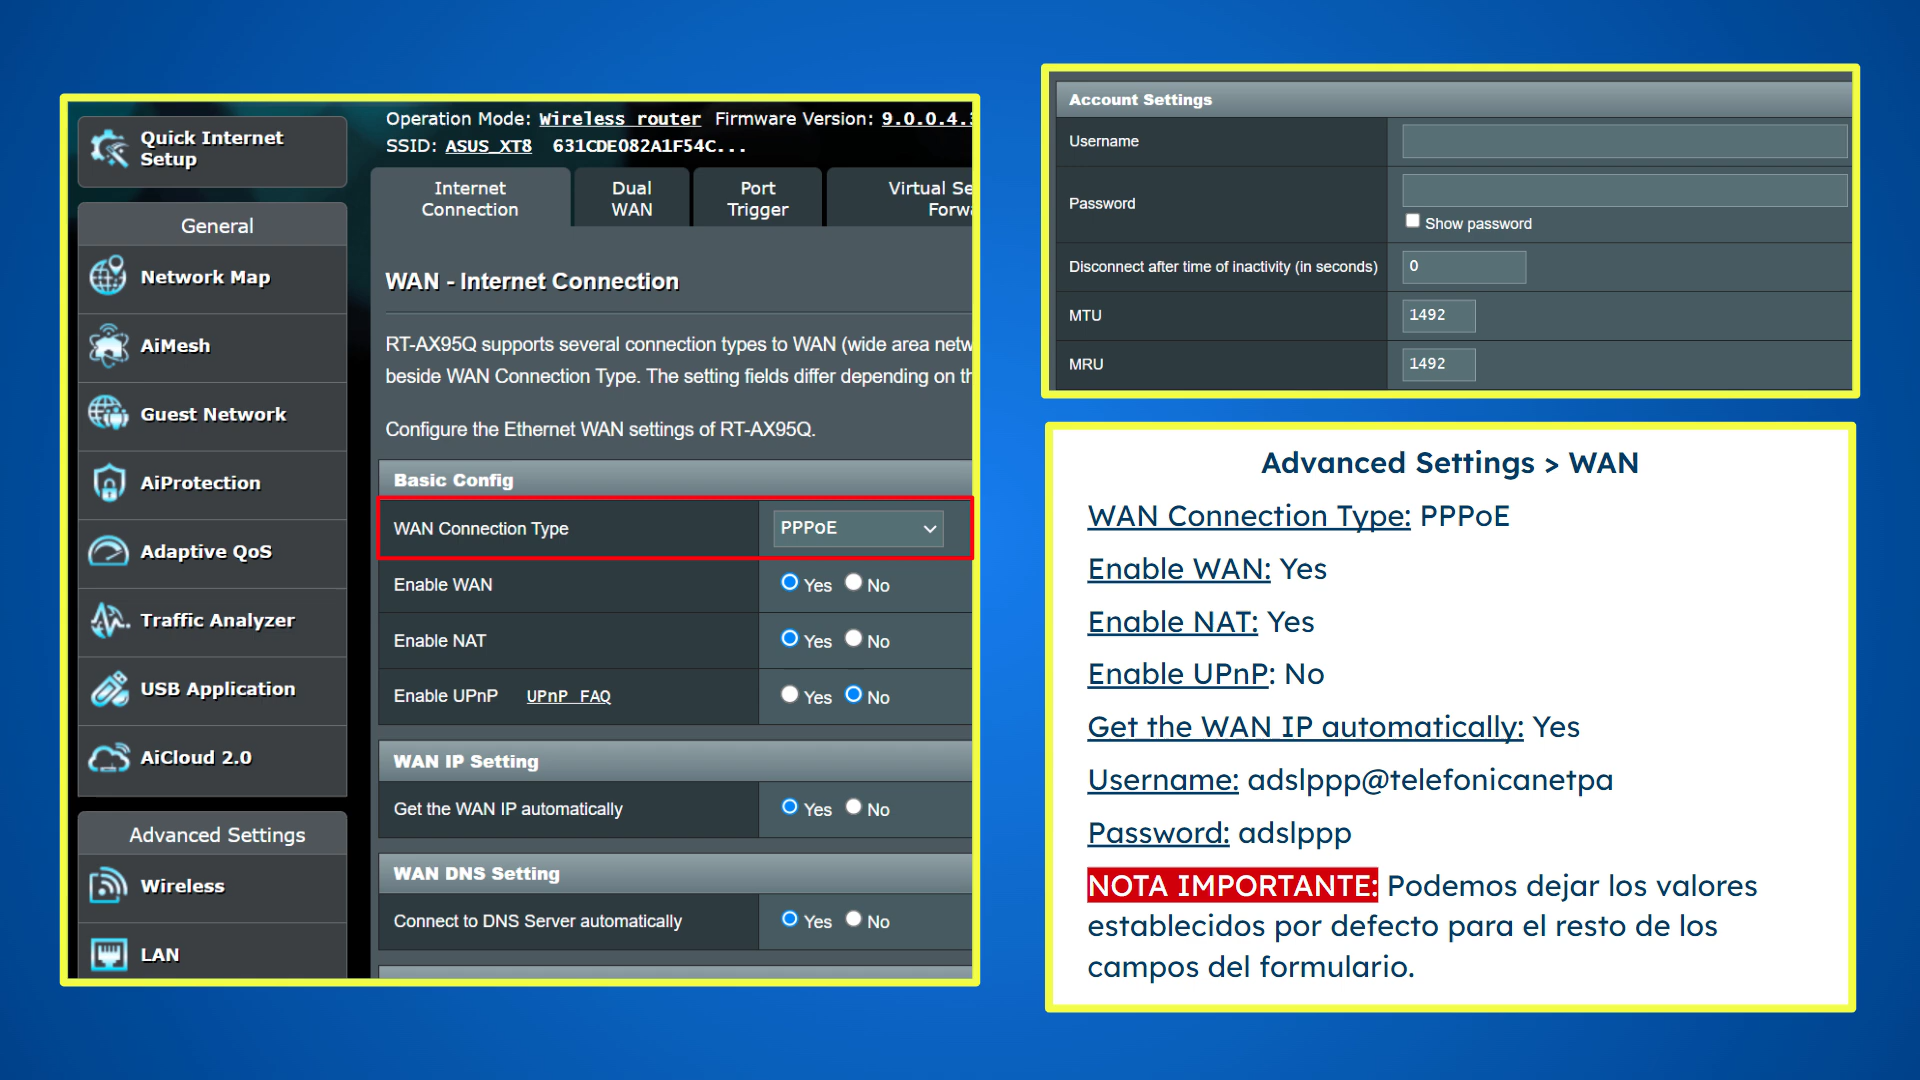 Quick Internet
Setup
General
Network Map
AiMesh
Guest Network
AiProtection
Adaptive QoS
Traffic Analyzer
USB Application
AiCloud 2.0
Advanced Settings
Wireless
LAN
Operation Mode: Wireless router Firmware Version: 9.0.0.4.
SSID: ASUS_XT8 631CDE082A1F54C...
Internet
Connection
Dual
WAN
Port
Trigger
Virtual Se
Forwa
WAN - Internet Connection
RT-AX95Q supports several connection types to WAN (wide area netw
beside WAN Connection Type. The setting fields differ depending on th
Configure the Ethernet WAN settings of RT-AX95Q.
Basic Config
WAN Connection Type PPPoE
Enable WAN Yes No
Enable NAT Yes No
Enable UPnP UPnP FAQ Yes No
WAN IP Setting
Get the WAN IP automatically Yes No
WAN DNS Setting
Connect to DNS Server automatically Yes No
Account Settings
Username
Password
Show password
Disconnect after time of inactivity (in seconds) 0
MTU 1492
MRU 1492
Advanced Settings > WAN
WAN Connection Type: PPPoE
Enable WAN: Yes
Enable NAT: Yes
Enable UPnP: No
Get the WAN IP automatically: Yes
Username: adslppp@telefonicanetpa
Password: adslppp
NOTA IMPORTANTE: Podemos dejar los valores
establecidos por defecto para el resto de los
campos del formulario.